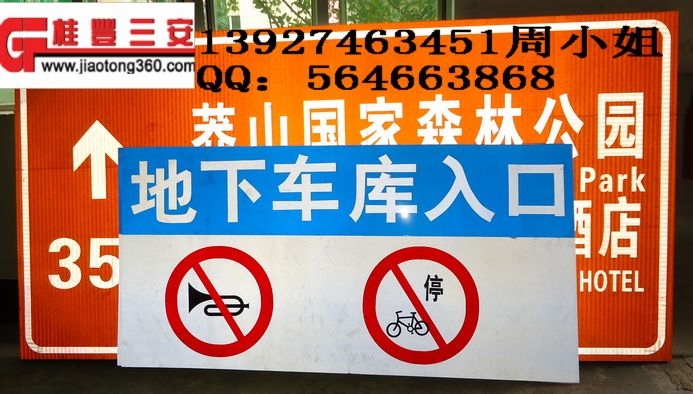 桂豐三安
www.jiaotong360.com
13927463451周小姐
QQ：564663868
莽山国家森林公园
Park
35
酒店
HOTEL
地下车库入口
停